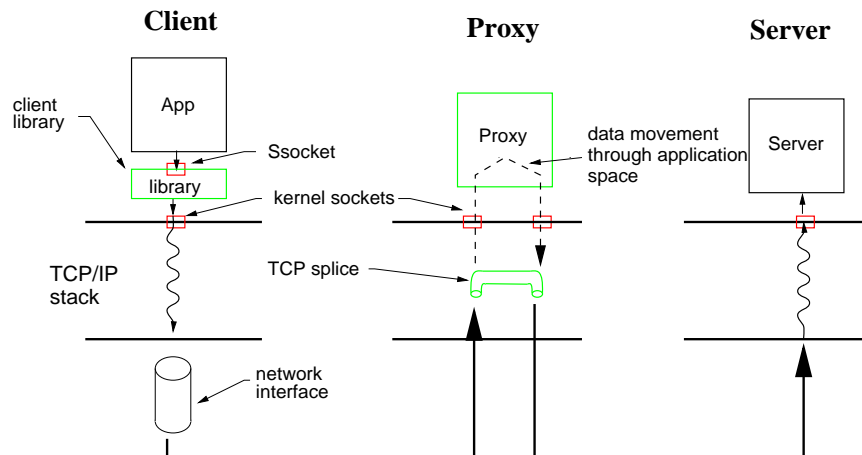 Client
Proxy
Server
App
client
library
Ssocket
library
kernel sockets
Proxy
data movement
through application
space
Server
TCP/IP
stack
TCP splice
network
interface